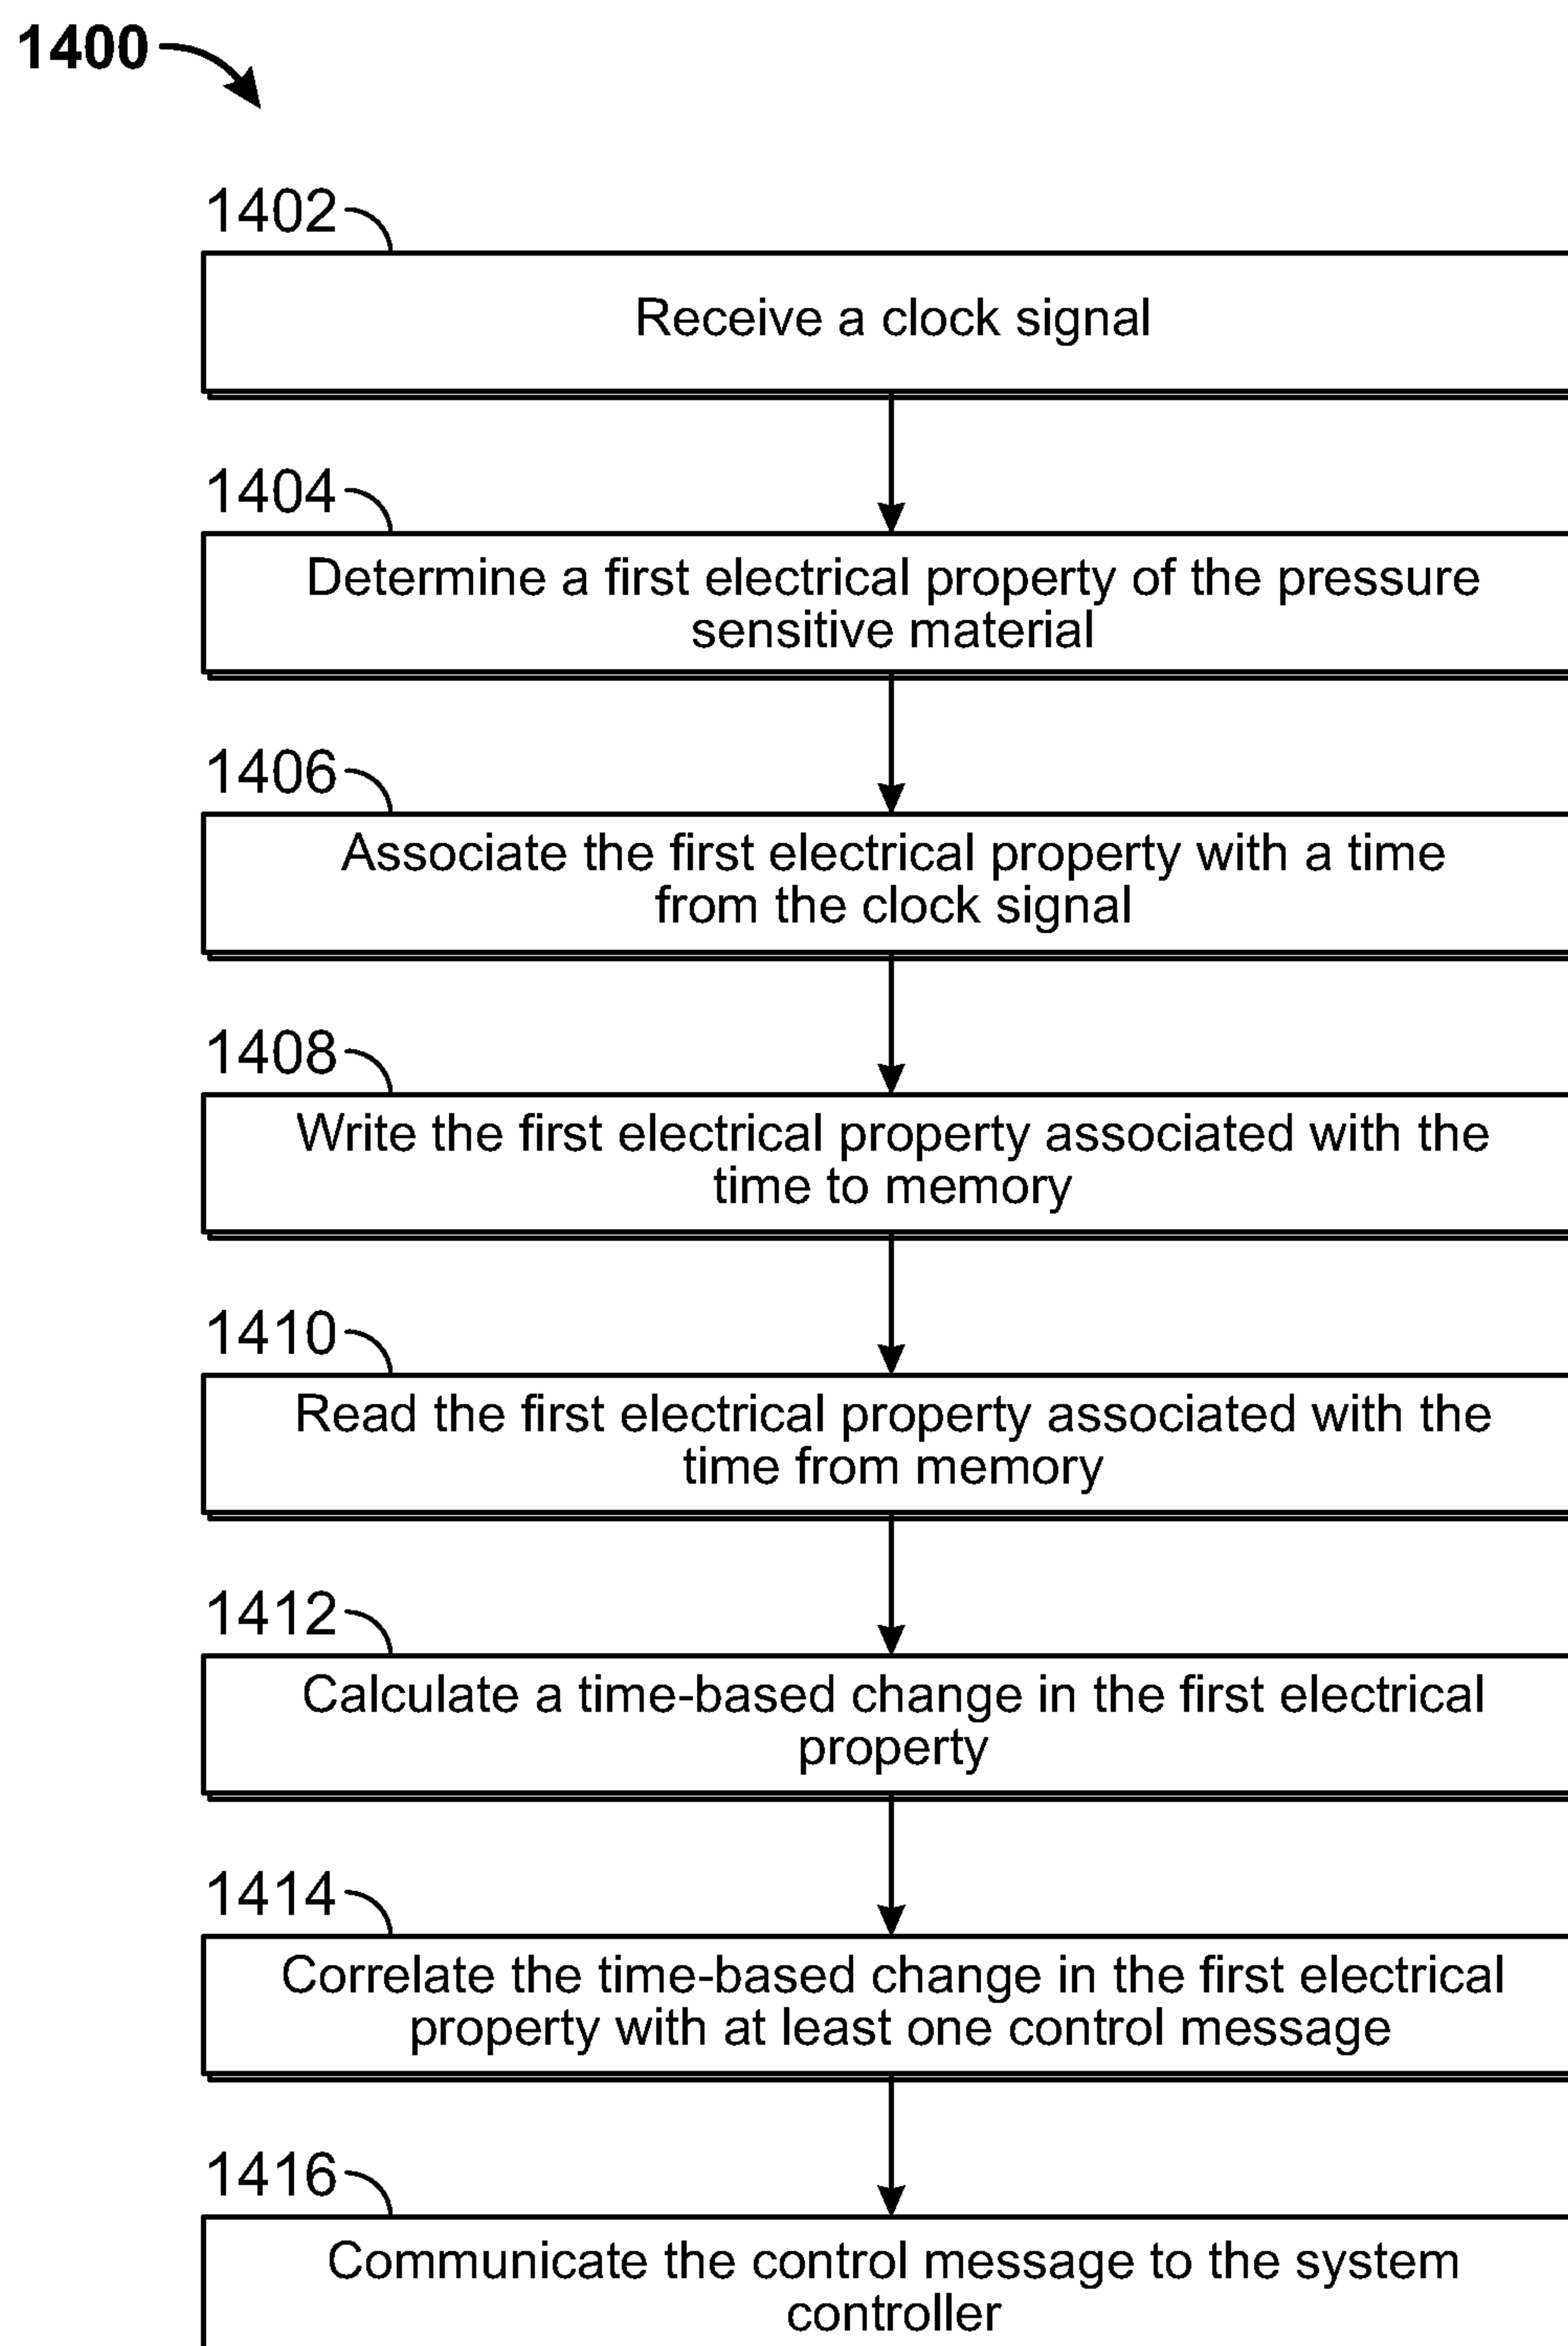 1400
1402
Receive a clock signal
1404
Determine a first electrical property of the pressure
sensitive material
1406
Associate the first electrical property with a time
from the clock signal
1408
Write the first electrical property associated with the
time to memory
1410
Read the first electrical property associated with the
time from memory
1412
Calculate a time-based change in the first electrical
property
1414
Correlate the time-based change in the first electrical
property with at least one control message
1416
Communicate the control message to the system
controller